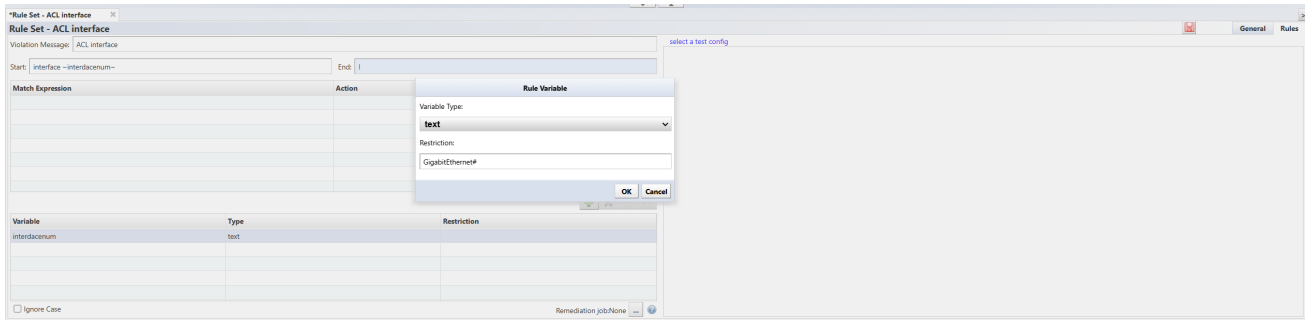 *Rule Set - ACL interface
Rule Set - ACL interface
General Rules
Violation Message: ACL interface
select a test config
Start: interface ~interdacenum~ End: !
Match Expression Action
Rule Variable
Variable Type:
text
Restriction:
GigabitEthernet#
OK Cancel
Variable Type Restriction
interdacenum text
Ignore Case
Remediation job:None ...